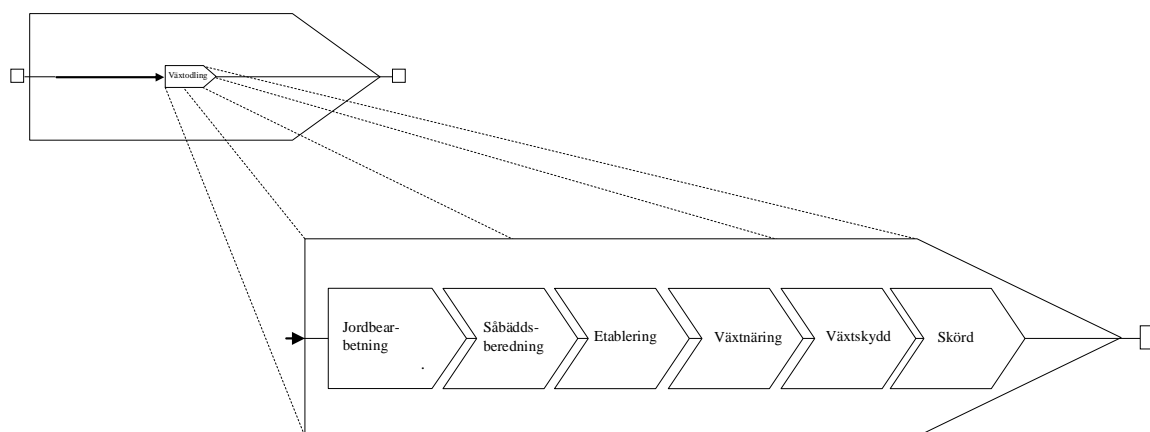 Växtodling
Jordbear-
betning
.
Såbädds-
beredning
Etablering
Växtnäring
Växtskydd
Skörd